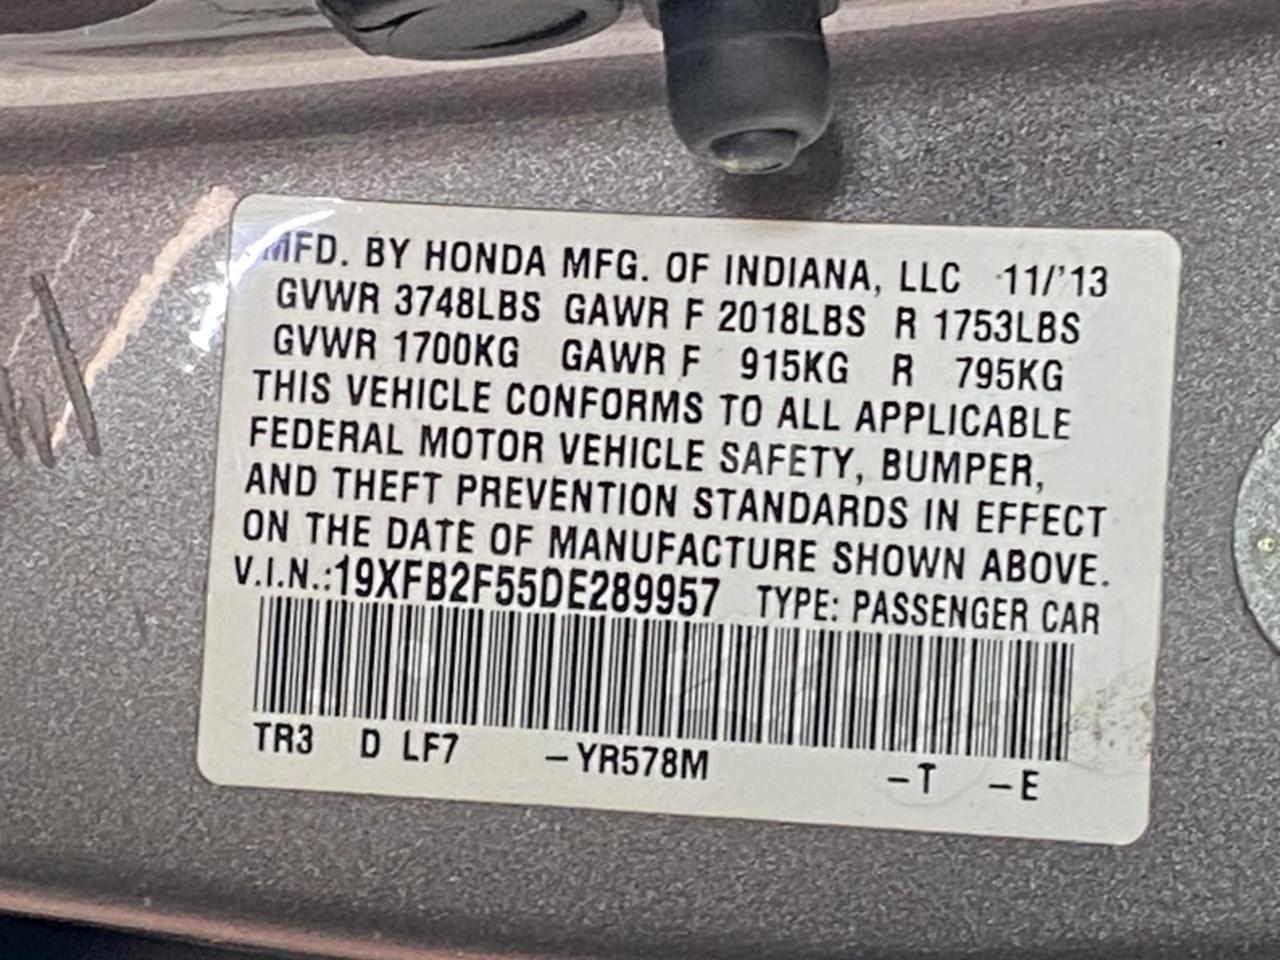 MFD. BY HONDA MFG. OF INDIANA, LLC 11/'13
GVWR 3748LBS GAWR F 2018LBS R 1753LBS
GVWR 1700KG GAWR F 915KG R 795KG
THIS VEHICLE CONFORMS TO ALL APPLICABLE
FEDERAL MOTOR VEHICLE SAFETY, BUMPER,
AND THEFT PREVENTION STANDARDS IN EFFECT
ON THE DATE OF MANUFACTURE SHOWN ABOVE.
V.I.N.:19XFB2F55DE289957 TYPE: PASSENGER CAR
TR3 D LF7 –YR578M –T –E